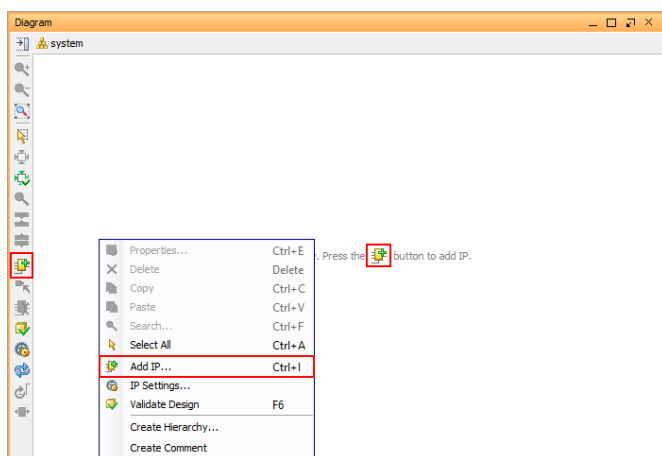 Diagram
system
. Press the button to add IP.
Properties... Ctrl+E
Delete Delete
Copy Ctrl+C
Paste Ctrl+V
Search... Ctrl+F
Select All Ctrl+A
Add IP... Ctrl+I
IP Settings...
Validate Design F6
Create Hierarchy...
Create Comment